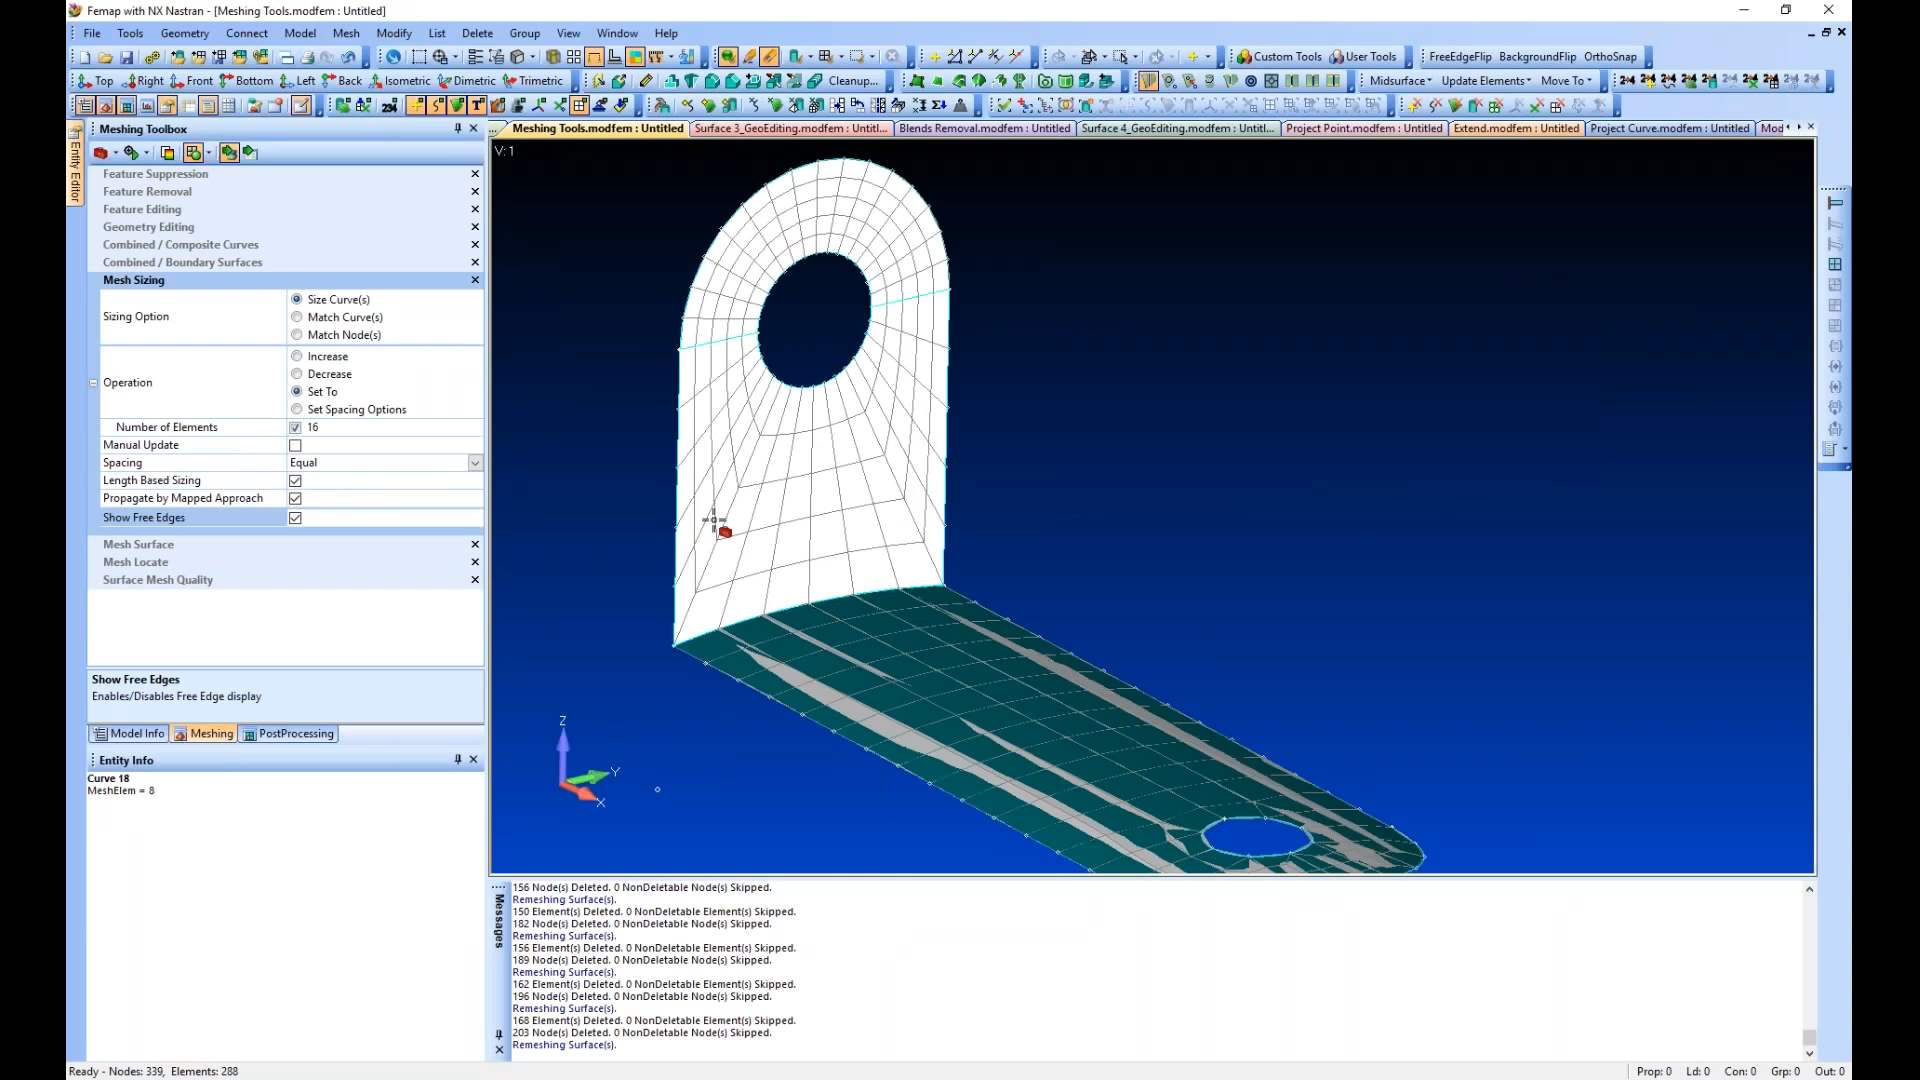 Femap with NX Nastran - [Meshing Tools.modfem : Untitled]
File Tools Geometry Connect Model Mesh Modify List Delete Group View Window Help
Custom Tools User Tools FreeEdgeFlip BackgroundFlip OrthoSnap
Top Right Front Bottom Left Back Isometric Dimetric Trimetric Cleanup... Midsurface Update Elements Move To
234
Meshing Toolbox
Meshing Tools.modfem : Untitled Surface 3_GeoEditing.modfem : Untitl... Blends Removal.modfem : Untitled Surface 4_GeoEditing.modfem : Untitl... Project Point.modfem : Untitled Extend.modfem : Untitled Project Curve.modfem : Untitled Mod
Entity Editor
V:1
Feature Suppression
Feature Removal
Feature Editing
Geometry Editing
Combined / Composite Curves
Combined / Boundary Surfaces
Mesh Sizing
Sizing Option
Size Curve(s)
Match Curve(s)
Match Node(s)
Operation
Increase
Decrease
Set To
Set Spacing Options
Number of Elements 16
Manual Update
Spacing Equal
Length Based Sizing
Propagate by Mapped Approach
Show Free Edges
Mesh Surface
Mesh Locate
Surface Mesh Quality
Show Free Edges
Enables/Disables Free Edge display
Model Info Meshing PostProcessing
Entity Info
Curve 18
MeshElem = 8
Z
Y
X
Messages
156 Node(s) Deleted. 0 NonDeletable Node(s) Skipped.
Remeshing Surface(s).
150 Element(s) Deleted. 0 NonDeletable Element(s) Skipped.
182 Node(s) Deleted. 0 NonDeletable Node(s) Skipped.
Remeshing Surface(s).
156 Element(s) Deleted. 0 NonDeletable Element(s) Skipped.
189 Node(s) Deleted. 0 NonDeletable Node(s) Skipped.
Remeshing Surface(s).
162 Element(s) Deleted. 0 NonDeletable Element(s) Skipped.
196 Node(s) Deleted. 0 NonDeletable Node(s) Skipped.
Remeshing Surface(s).
168 Element(s) Deleted. 0 NonDeletable Element(s) Skipped.
203 Node(s) Deleted. 0 NonDeletable Node(s) Skipped.
Remeshing Surface(s).
Ready - Nodes: 339, Elements: 288
Prop: 0 Ld: 0 Con: 0 Grp: 0 Out: 0